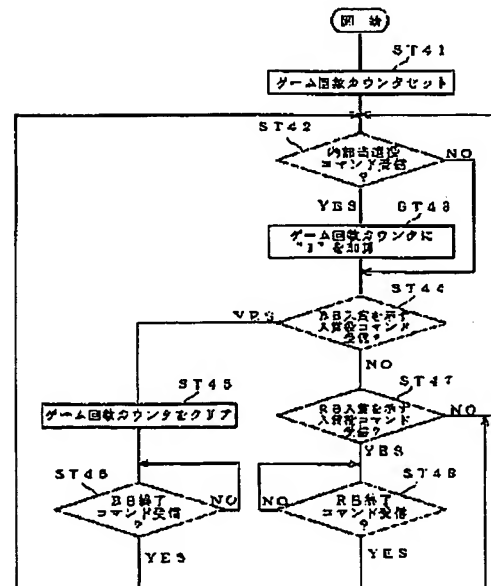 開始
ST41
ゲーム回数カウンタセット
ST42
内部当選役
コマンド受信
?
NO
YES
ST43
ゲーム回数カウンタに
"1"を加算
ST44
BB入賞を示す
入賞役コマンド
受信?
YES
NO
ST45
ゲーム回数カウンタをクリア
ST47
RB入賞を示す
入賞役コマンド
受信?
NO
YES
ST46
BB終了
コマンド受信
?
NO
YES
ST48
RB終了
コマンド受信
?
NO
YES